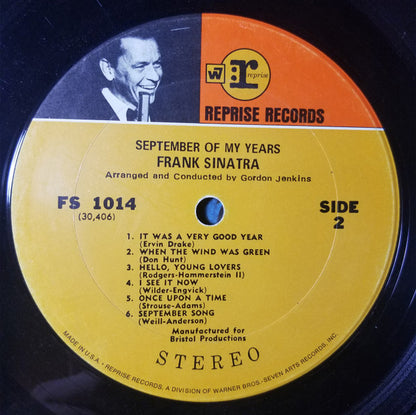 W7 r: reprise
REPRISE RECORDS
SEPTEMBER OF MY YEARS
FRANK SINATRA
Arranged and Conducted by Gordon Jenkins
FS 1014
(30,406)
SIDE
2
1. IT WAS A VERY GOOD YEAR
(Ervin Drake)
2. WHEN THE WIND WAS GREEN
(Don Hunt)
3. HELLO, YOUNG LOVERS
(Rodgers-Hammerstein II)
4. I SEE IT NOW
(Wilder-Engvick)
5. ONCE UPON A TIME
(Strouse-Adams)
6. SEPTEMBER SONG
(Weill-Anderson)
Manufactured for
Bristol Productions
STEREO
MADE IN U.S.A. - REPRISE RECORDS, A DIVISION OF WARNER BROS.-SEVEN ARTS RECORDS, INC.